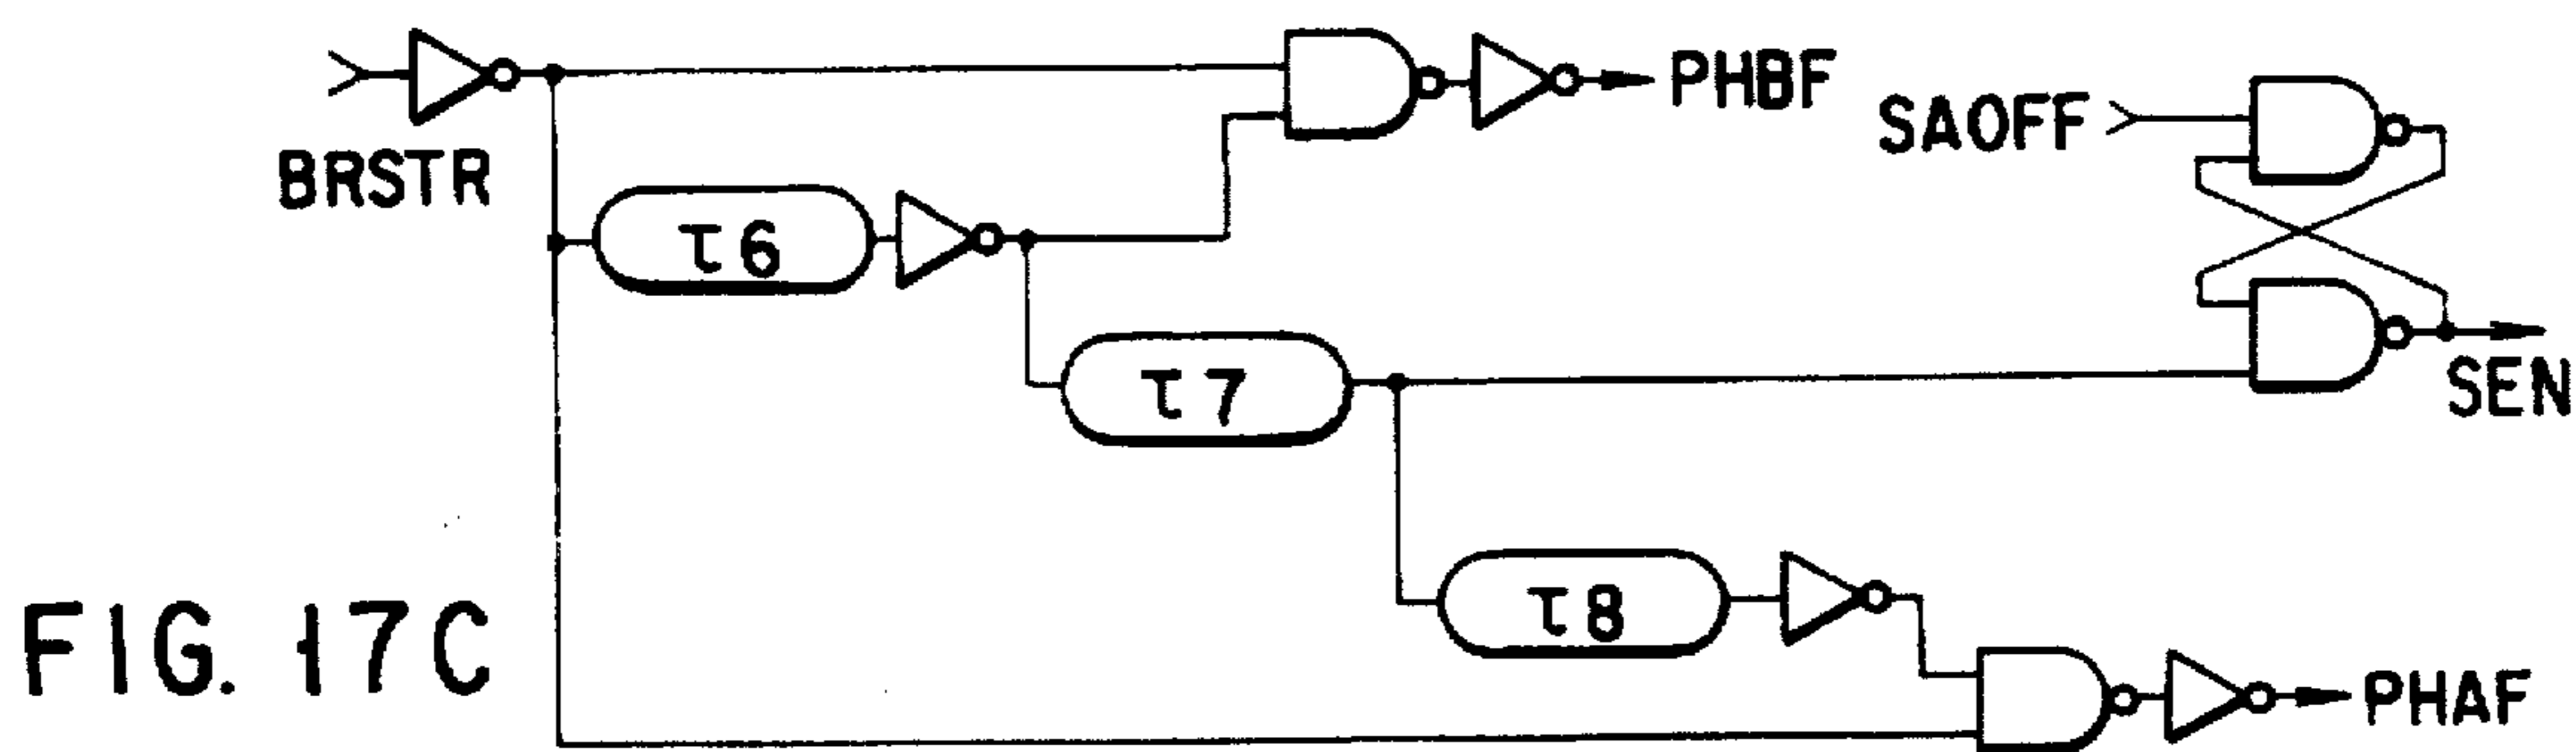 PHBF
SAOFF
BRSTR
τ6
τ7
SEN
τ8
FIG. 17C
PHAF